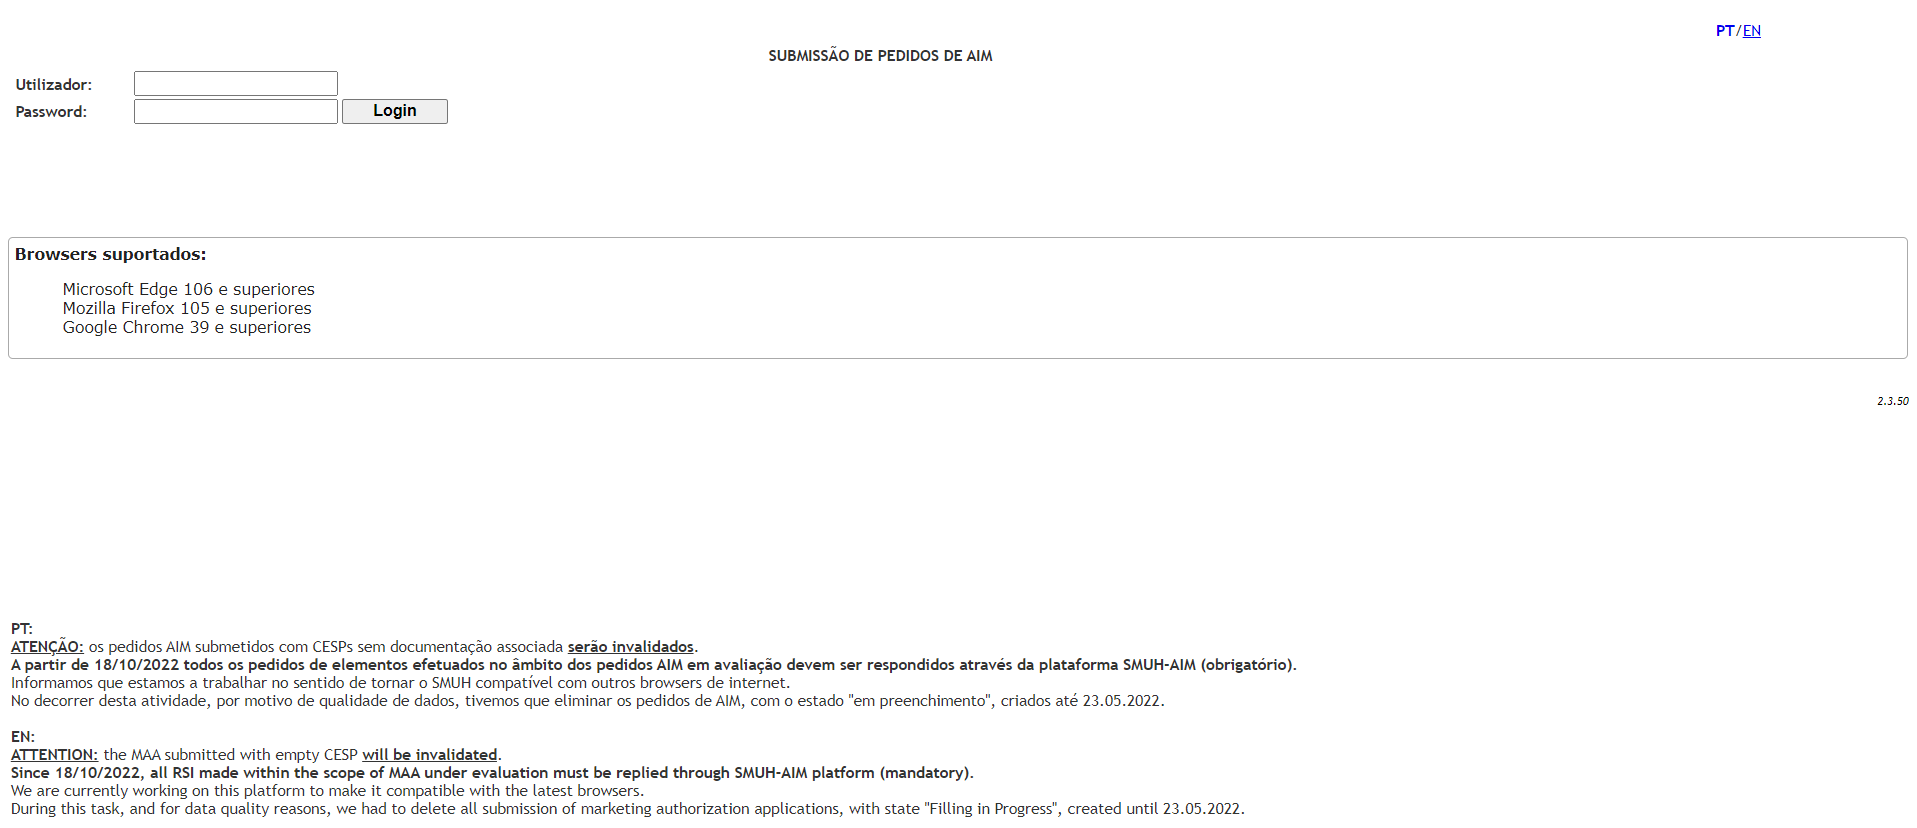 PT/EN
SUBMISSÃO DE PEDIDOS DE AIM
Utilizador:
Password:
Login
Browsers suportados:
Microsoft Edge 106 e superiores
Mozilla Firefox 105 e superiores
Google Chrome 39 e superiores
2.3.50
PT:
ATENÇÃO: os pedidos AIM submetidos com CESPs sem documentação associada serão invalidados.
A partir de 18/10/2022 todos os pedidos de elementos efetuados no âmbito dos pedidos AIM em avaliação devem ser respondidos através da plataforma SMUH-AIM (obrigatório).
Informamos que estamos a trabalhar no sentido de tornar o SMUH compatível com outros browsers de internet.
No decorrer desta atividade, por motivo de qualidade de dados, tivemos que eliminar os pedidos de AIM, com o estado "em preenchimento", criados até 23.05.2022.
EN:
ATTENTION: the MAA submitted with empty CESP will be invalidated.
Since 18/10/2022, all RSI made within the scope of MAA under evaluation must be replied through SMUH-AIM platform (mandatory).
We are currently working on this platform to make it compatible with the latest browsers.
During this task, and for data quality reasons, we had to delete all submission of marketing authorization applications, with state "Filling in Progress", created until 23.05.2022.